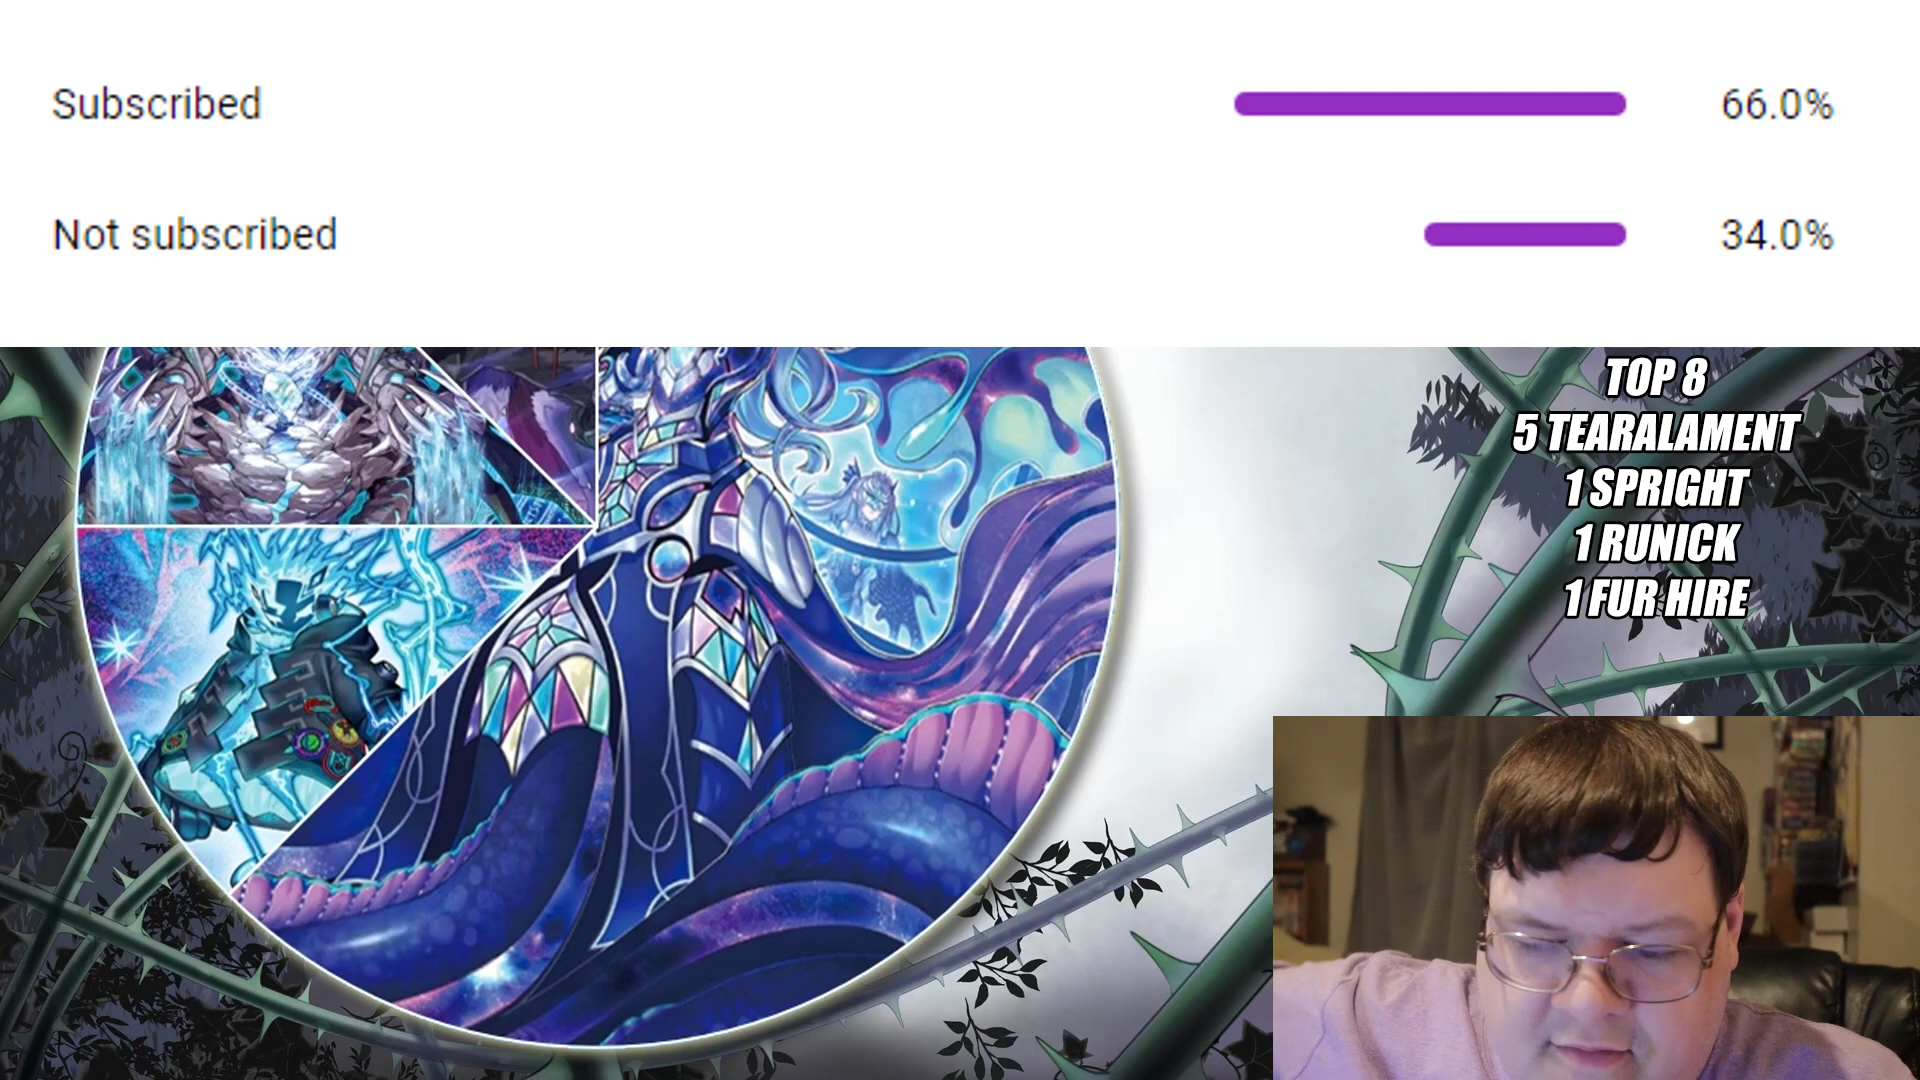 Subscribed 66.0%
Not subscribed 34.0%
TOP 8
5 TEARALAMENT
1 SPRIGHT
1 RUNICK
1 FUR HIRE